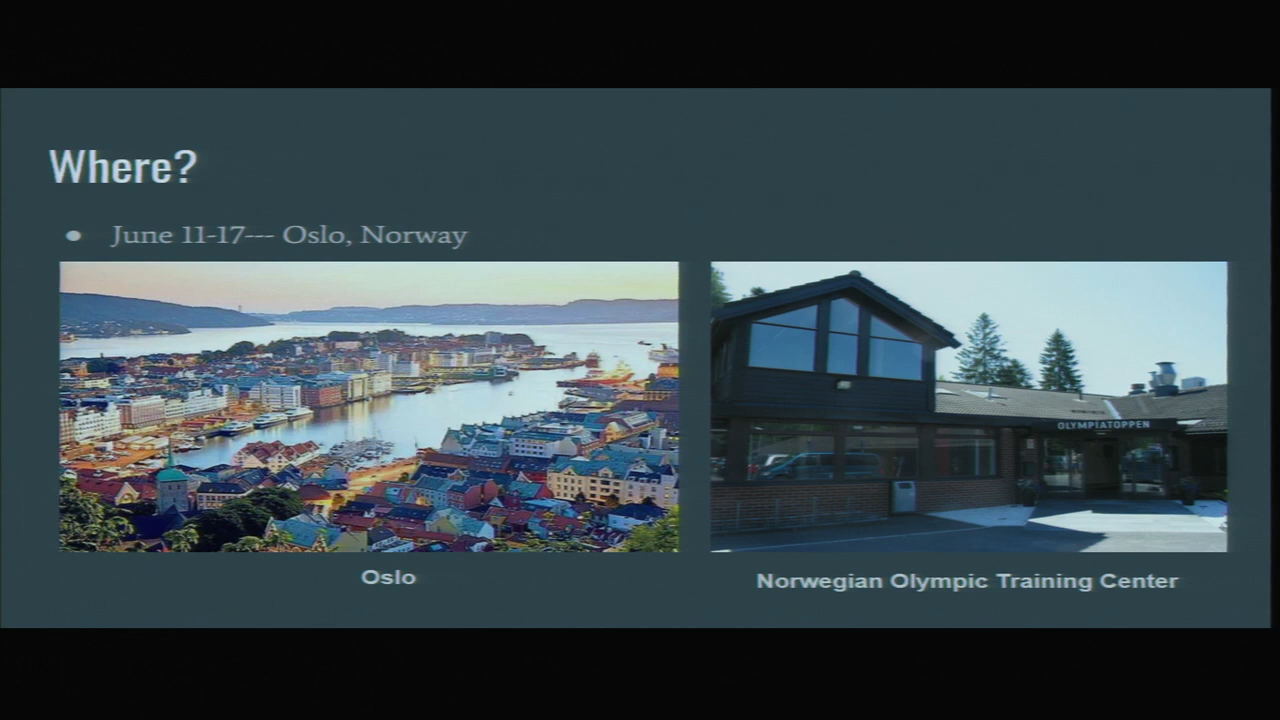 Where?
● June 11-17--- Oslo, Norway
OLYMPIATOPPEN
Oslo
Norwegian Olympic Training Center